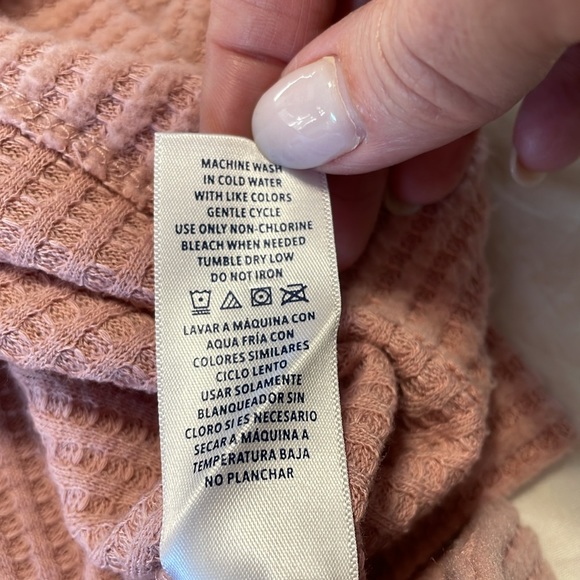 MACHINE WASH
IN COLD WATER
WITH LIKE COLORS
GENTLE CYCLE
USE ONLY NON-CHLORINE
BLEACH WHEN NEEDED
TUMBLE DRY LOW
DO NOT IRON
LAVAR A MÁQUINA CON
AQUA FRÍA CON
COLORES SIMILARES
CICLO LENTO
USAR SOLAMENTE
BLANQUEADOR SIN
CLORO SI ES NECESARIO
SECAR A MÁQUINA A
TEMPERATURA BAJA
NO PLANCHAR